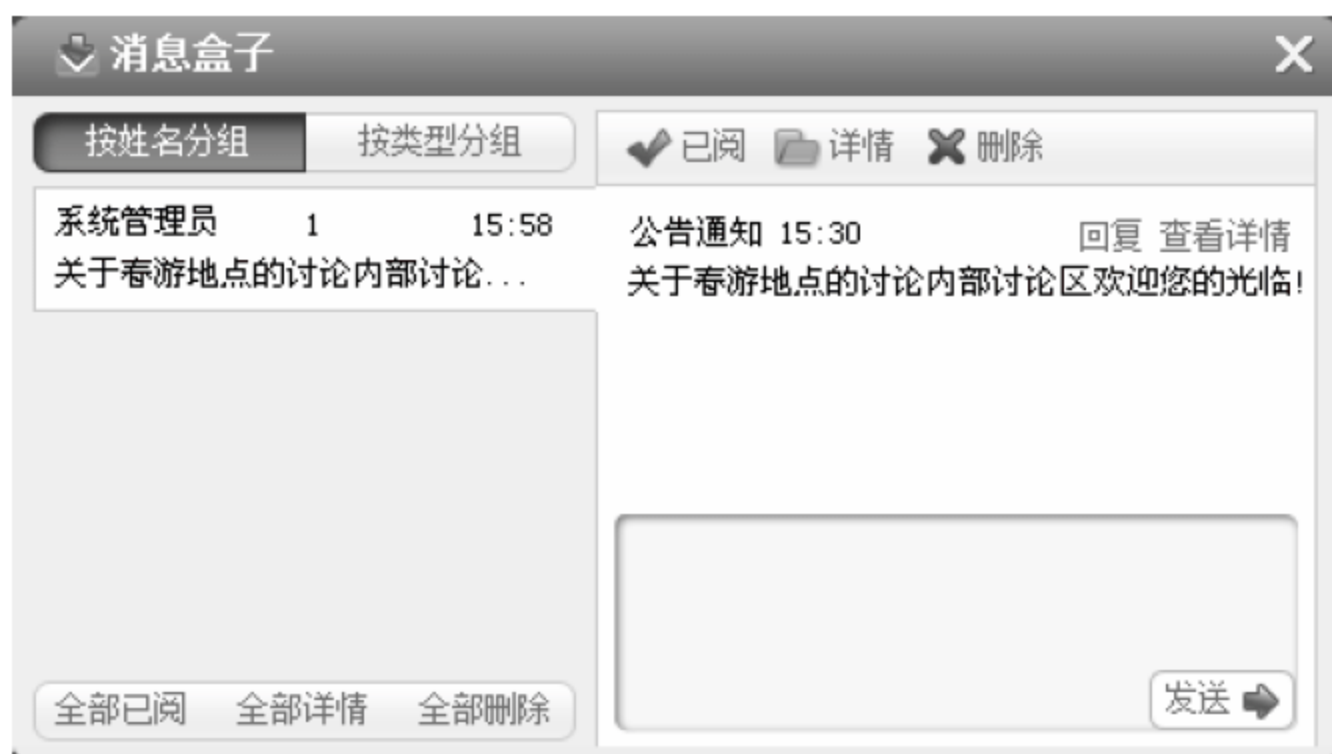 消息盒子
按姓名分组 按类型分组
已阅 详情 删除
系统管理员 1 15:58
关于春游地点的讨论内部讨论...
公告通知 15:30 回复 查看详情
关于春游地点的讨论内部讨论区欢迎您的光临!
全部已阅 全部详情 全部删除
发送